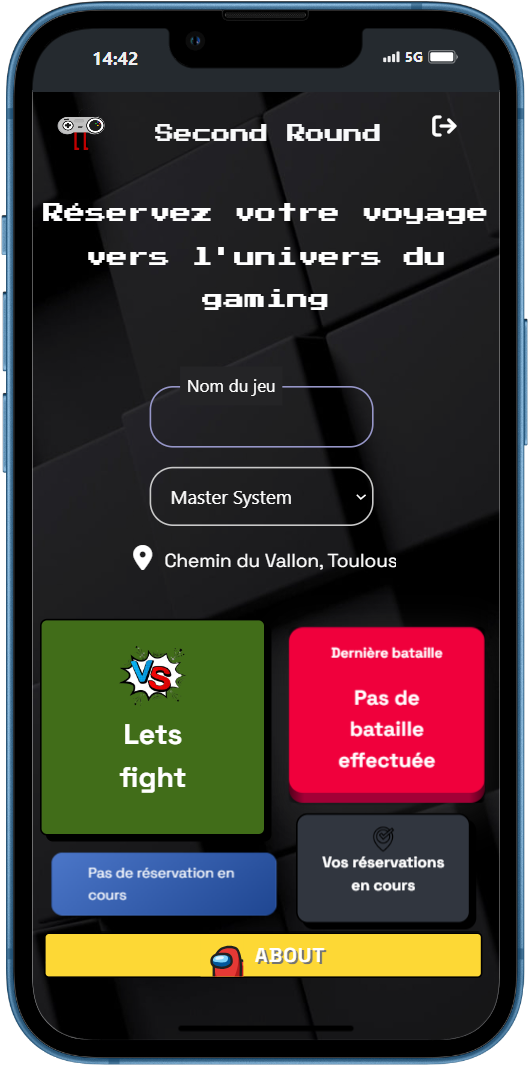 14:42
5G
Second Round
Réservez votre voyage
vers l'univers du
gaming
Nom du jeu
Master System
Chemin du Vallon, Toulous
VS
Lets
fight
Dernière bataille
Pas de
bataille
effectuée
Pas de réservation en
cours
Vos réservations
en cours
ABOUT